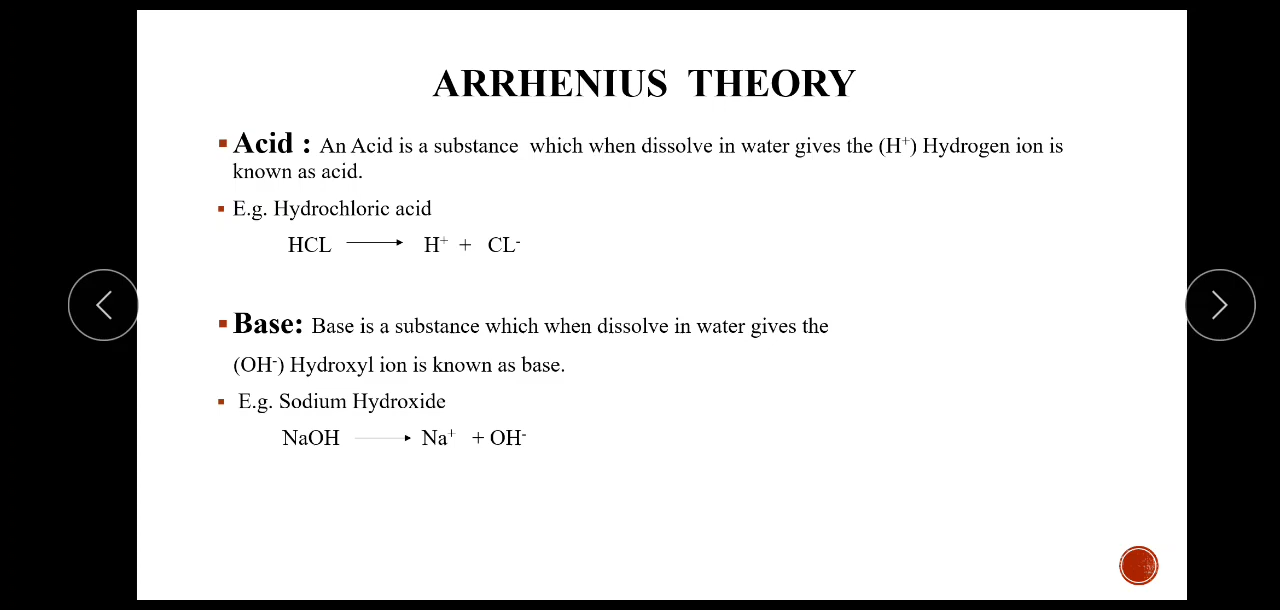 ARRHENIUS THEORY
Acid : An Acid is a substance which when dissolve in water gives the (H⁺) Hydrogen ion is
known as acid.
E.g. Hydrochloric acid
HCL ⟶ H⁺ + CL⁻
Base: Base is a substance which when dissolve in water gives the
(OH⁻) Hydroxyl ion is known as base.
E.g. Sodium Hydroxide
NaOH ⟶ Na⁺ + OH⁻